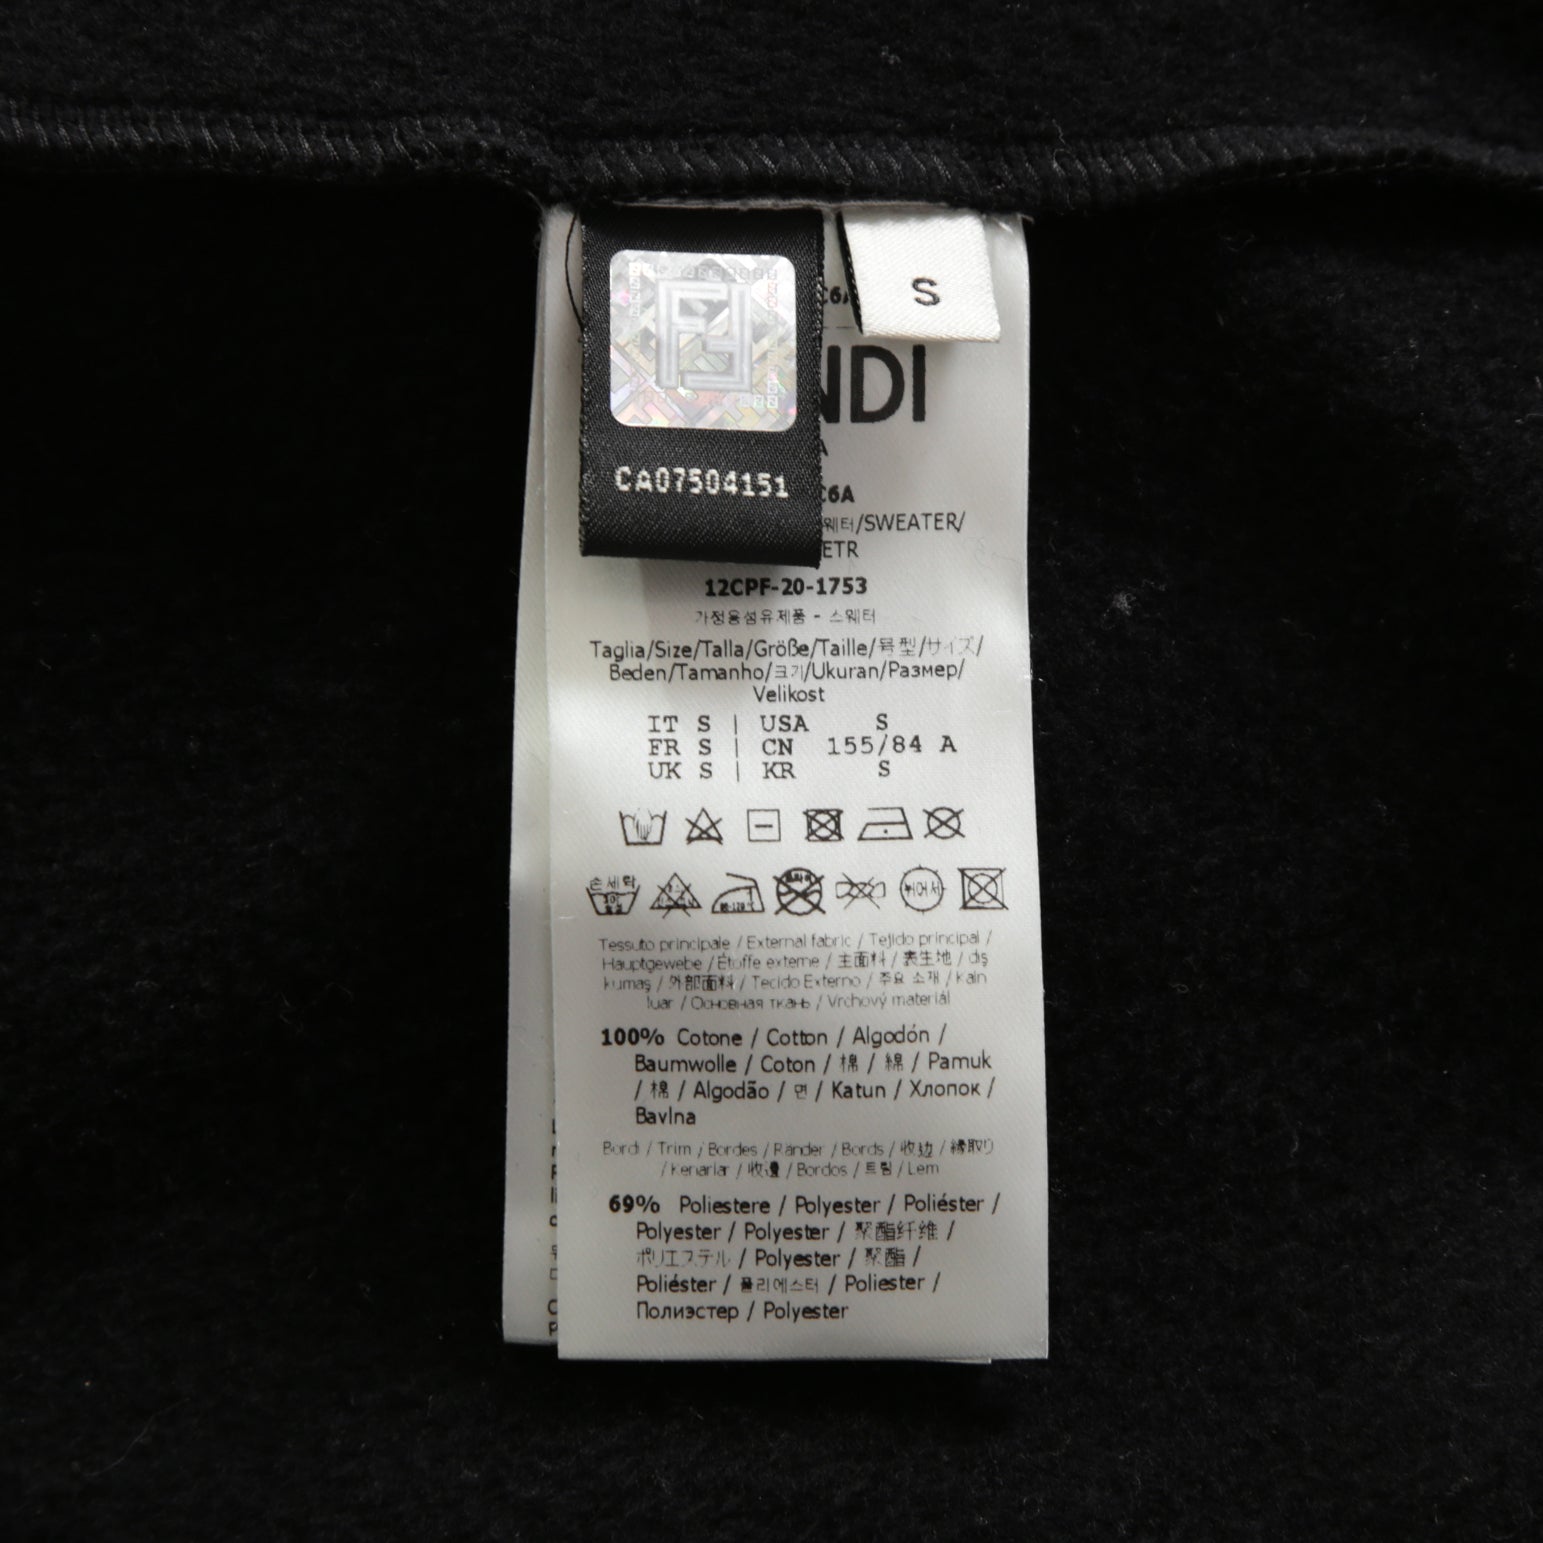 S
NDI
CA07504151
C6A
웨터/SWEATER/
ETR
12CPF-20-1753
가정용섬유제품 - 스웨터
Taglia/Size/Talla/Größe/Taille/号型/サイズ/
Beden/Tamanho/크기/Ukuran/Размер/
Velikost
IT S | USA S
FR S | CN 155/84 A
UK S | KR S
손세탁
Tessuto principale / External fabric / Tejido principal /
Hauptgewebe / Étoffe externe / 主面料 / 表生地 / dış
kumaş / 外部面料 / Tecido Externo / 주요 소재 / Kain
luar / Основная ткань / Vrchový materiál
100% Cotone / Cotton / Algodón /
Baumwolle / Coton / 棉 / 綿 / Pamuk
/ 棉 / Algodão / 면 / Katun / Хлопок /
Bavlna
Bordi / Trim / Bordes / Ränder / Bords / 收边 / 縁取り
/ Kenarlar / 收邊 / Bordos / 트림 / Lem
69% Poliestere / Polyester / Poliéster /
Polyester / Polyester / 聚酯纤维 /
ポリエステル / Polyester / 聚酯 /
Poliéster / 폴리에스터 / Poliester /
Полиэстер / Polyester